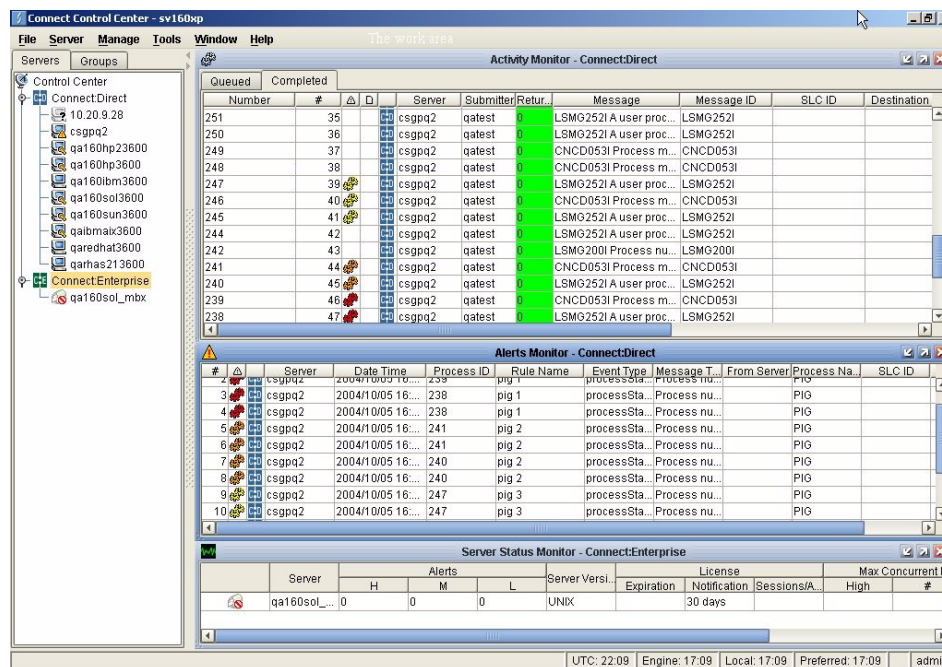 Connect Control Center - sv160xp
File Server Manage Tools Window Help The work area
Servers Groups
Control Center
Connect:Direct
10.20.9.28
csgpq2
qa160hp23600
qa160hp3600
qa160ibm3600
qa160sol3600
qa160sun3600
qaibmaix3600
qaredhat3600
qarhas213600
Connect:Enterprise
qa160sol_mbx
Activity Monitor - Connect:Direct
Queued Completed
Number # D Server Submitter Retur... Message Message ID SLC ID Destination
251 35 csgpq2 qatest 0 LSMG252I A user proc... LSMG252I
250 36 csgpq2 qatest 0 LSMG252I A user proc... LSMG252I
249 37 csgpq2 qatest 0 CNCD053I Process m... CNCD053I
248 38 csgpq2 qatest 0 CNCD053I Process m... CNCD053I
247 39 csgpq2 qatest 0 LSMG252I A user proc... LSMG252I
246 40 csgpq2 qatest 0 CNCD053I Process m... CNCD053I
245 41 csgpq2 qatest 0 LSMG252I A user proc... LSMG252I
244 42 csgpq2 qatest 0 LSMG252I A user proc... LSMG252I
242 43 csgpq2 qatest 0 LSMG200I Process nu... LSMG200I
241 44 csgpq2 qatest 0 CNCD053I Process m... CNCD053I
240 45 csgpq2 qatest 0 LSMG252I A user proc... LSMG252I
239 46 csgpq2 qatest 0 CNCD053I Process m... CNCD053I
238 47 csgpq2 qatest 0 LSMG252I A user proc... LSMG252I
Alerts Monitor - Connect:Direct
# Server Date Time Process ID Rule Name Event Type Message T... From Server Process Na... SLC ID
2 csgpq2 2004/10/05 16:... 239 pig 1 processSta... Process nu... PIG
3 csgpq2 2004/10/05 16:... 238 pig 1 processSta... Process nu... PIG
4 csgpq2 2004/10/05 16:... 238 pig 1 processSta... Process nu... PIG
5 csgpq2 2004/10/05 16:... 241 pig 2 processSta... Process nu... PIG
6 csgpq2 2004/10/05 16:... 241 pig 2 processSta... Process nu... PIG
7 csgpq2 2004/10/05 16:... 240 pig 2 processSta... Process nu... PIG
8 csgpq2 2004/10/05 16:... 240 pig 2 processSta... Process nu... PIG
9 csgpq2 2004/10/05 16:... 247 pig 3 processSta... Process nu... PIG
10 csgpq2 2004/10/05 16:... 247 pig 3 processSta... Process nu... PIG
Server Status Monitor - Connect:Enterprise
Server Alerts Server Versi... License Max Concurrent
H M L Expiration Notification Sessions/A... High #
qa160sol_... 0 0 0 UNIX 30 days
UTC: 22:09 Engine: 17:09 Local: 17:09 Preferred: 17:09 admi